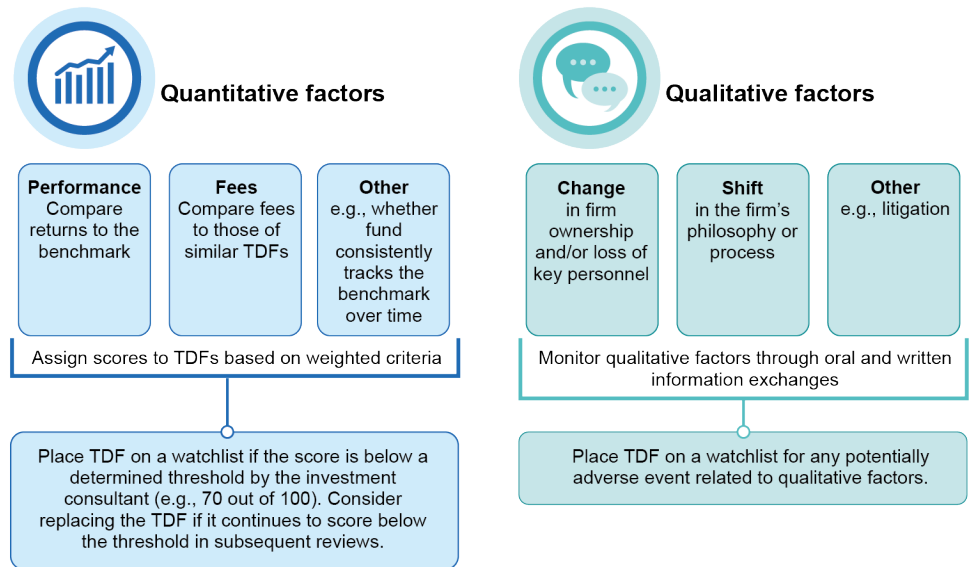 Quantitative factors
Performance
Compare
returns to the
benchmark
Fees
Compare fees
to those of
similar TDFs
Other
e.g., whether
fund
consistently
tracks the
benchmark
over time
Assign scores to TDFs based on weighted criteria
Place TDF on a watchlist if the score is below a
determined threshold by the investment
consultant (e.g., 70 out of 100). Consider
replacing the TDF if it continues to score below
the threshold in subsequent reviews.
Qualitative factors
Change
in firm
ownership
and/or loss of
key personnel
Shift
in the firm's
philosophy or
process
Other
e.g., litigation
Monitor qualitative factors through oral and written
information exchanges
Place TDF on a watchlist for any potentially
adverse event related to qualitative factors.